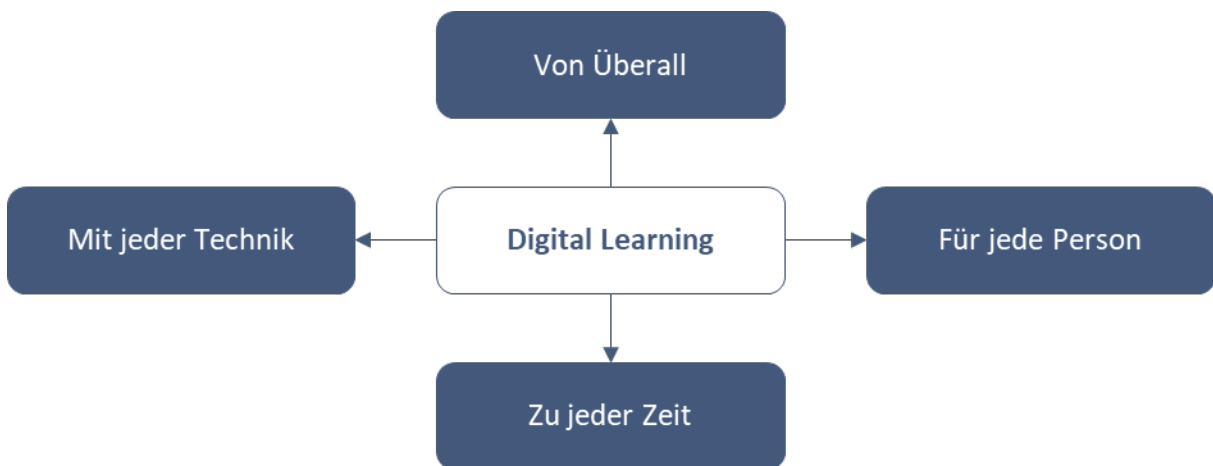 Von Überall
Mit jeder Technik
Digital Learning
Für jede Person
Zu jeder Zeit